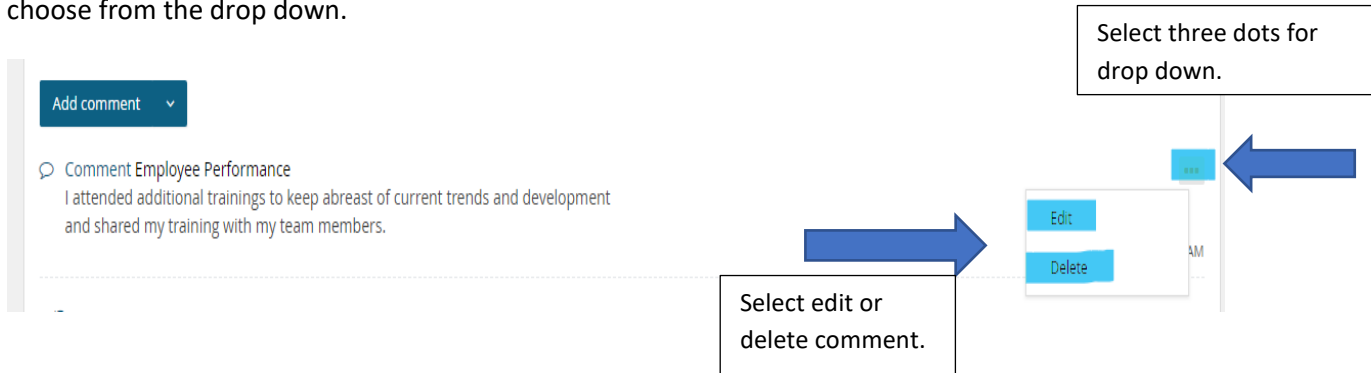 choose from the drop down.
Select three dots for
drop down.
Add comment
Comment Employee Performance
...
I attended additional trainings to keep abreast of current trends and development
and shared my training with my team members.
Edit
AM
Delete
Select edit or
delete comment.